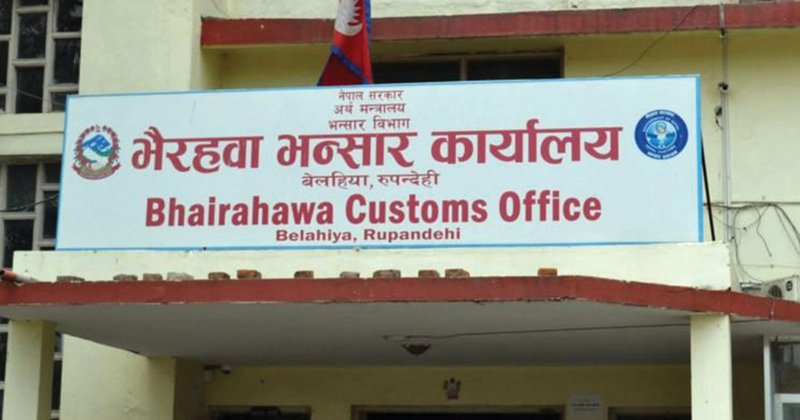 नेपाल सरकार
अर्थ मन्त्रालय
भन्सार विभाग
भैरहवा भन्सार कार्यालय
बेलहिया, रुपन्देही
Bhairahawa Customs Office
Belahiya, Rupandehi